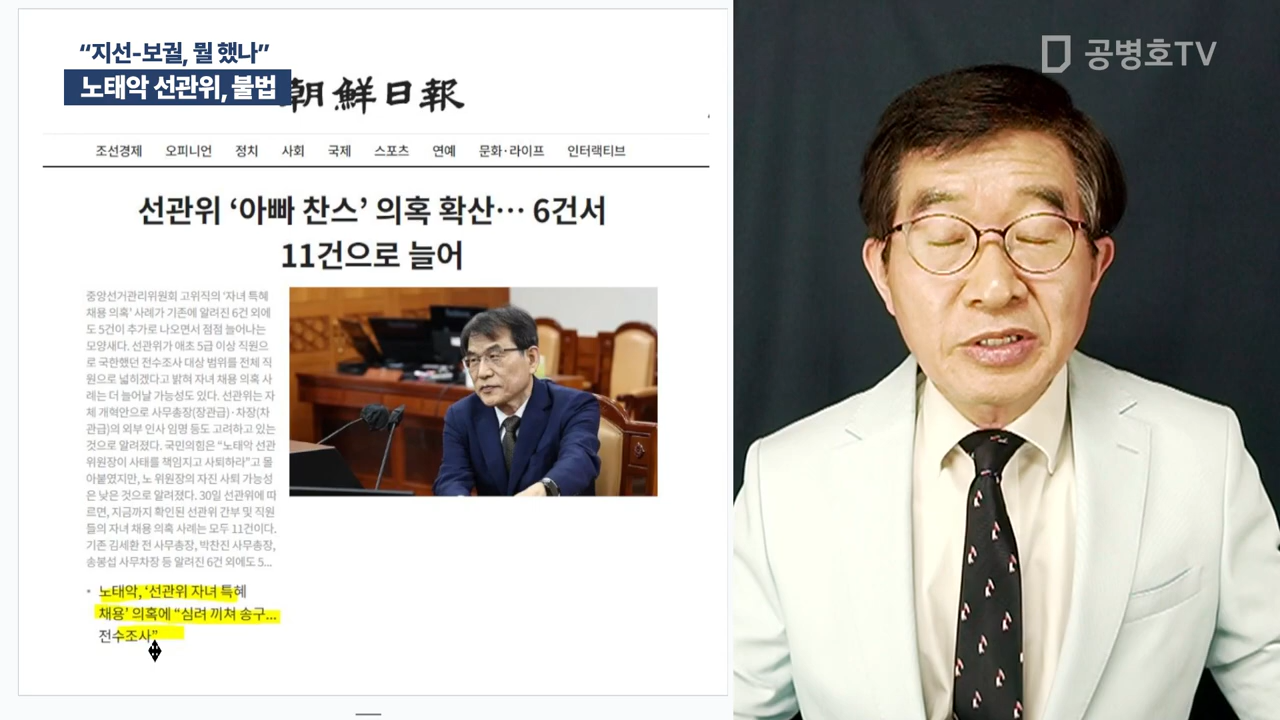 “지선-보궐, 뭘 했나”
노태악 선관위, 불법
朝鮮日報
공병호TV
조선경제 오피니언 정치 사회 국제 스포츠 연예 문화·라이프 인터랙티브
선관위 ‘아빠 찬스’ 의혹 확산… 6건서
11건으로 늘어
중앙선거관리위원회 고위직의 ‘자녀 특혜
채용 의혹’ 사례가 기존에 알려진 6건 외에
도 5건이 추가로 나오면서 점점 늘어나는
모양새다. 선관위가 애초 5급 이상 직원으
로 국한했던 전수조사 대상 범위를 전체 직
원으로 넓히겠다고 밝혀 자녀 채용 의혹 사
례는 더 늘어날 가능성도 있다. 선관위는 자
체 개혁안으로 사무총장(장관급)·차장(차
관급)의 외부 인사 임명 등도 고려하고 있는
것으로 알려졌다. 국민의힘은 “노태악 선관
위원장이 사태를 책임지고 사퇴하라”고 몰
아붙였지만, 노 위원장의 자진 사퇴 가능성
은 낮은 것으로 알려졌다. 30일 선관위에 따
르면, 지금까지 확인된 선관위 간부 및 직원
들의 자녀 채용 의혹 사례는 모두 11건이다.
기존 김세환 전 사무총장, 박찬진 사무총장,
송봉섭 사무차장 등 알려진 6건 외에도 5...
노태악, ‘선관위 자녀 특혜
채용’ 의혹에 “심려 끼쳐 송구...
전수조사”